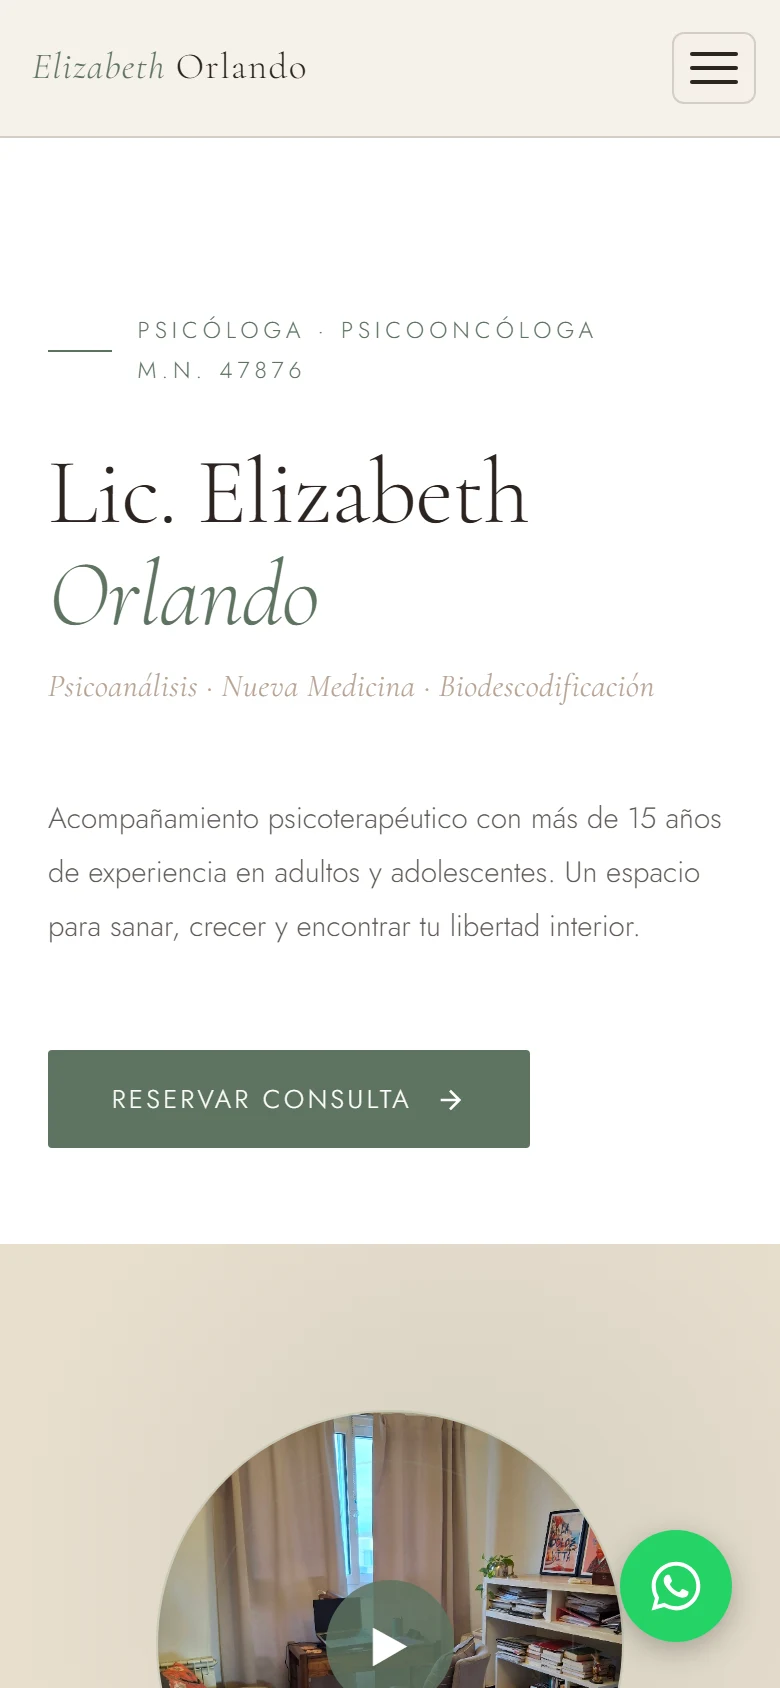 Elizabeth Orlando
PSICÓLOGA · PSICOONCÓLOGA
M.N. 47876
Lic. Elizabeth
Orlando
Psicoanálisis · Nueva Medicina · Biodescodificación
Acompañamiento psicoterapéutico con más de 15 años
de experiencia en adultos y adolescentes. Un espacio
para sanar, crecer y encontrar tu libertad interior.
RESERVAR CONSULTA →